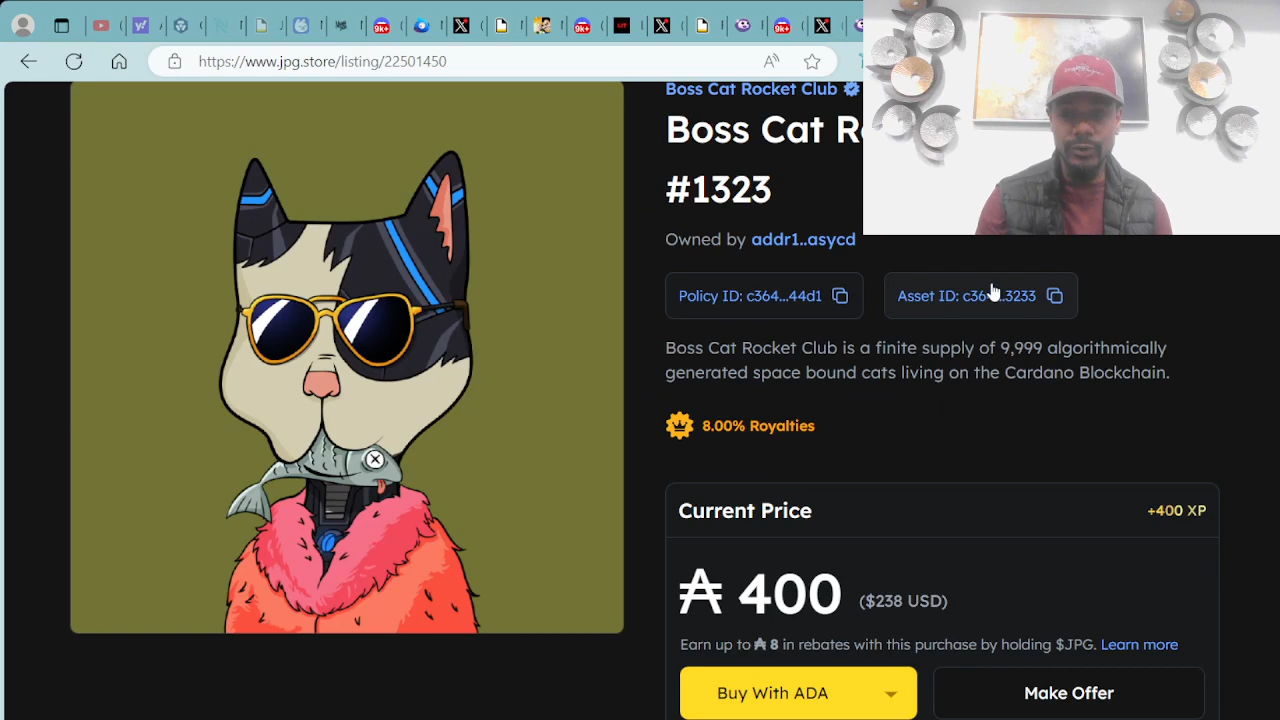 https://www.jpg.store/listing/22501450
Boss Cat Rocket Club
Boss Cat
#1323
Owned by addr1..asycd
Policy ID: c364...44d1
Asset ID: 3233
Boss Cat Rocket Club is a finite supply of 9,999 algorithmically
generated space bound cats living on the Cardano Blockchain.
8.00% Royalties
Current Price
+400 XP
₳ 400 ($238 USD)
Earn up to ₳ 8 in rebates with this purchase by holding $JPG. Learn more
Buy With ADA
Make Offer